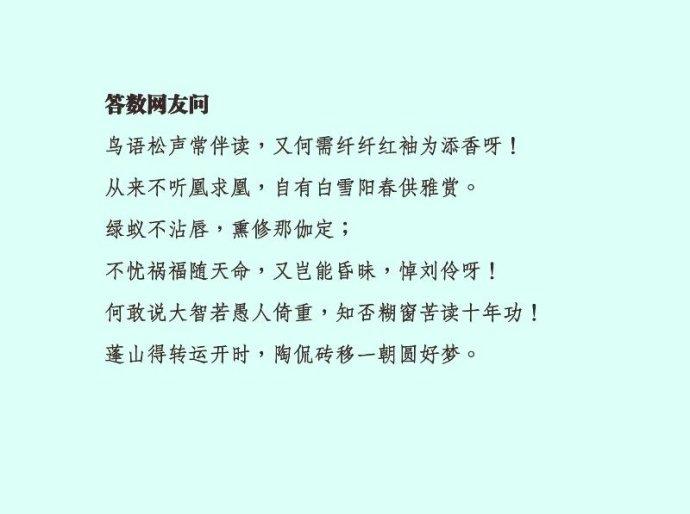 答数网友问
鸟语松声常伴读，又何需纤纤红袖为添香呀！
从来不听凰求凰，自有白雪阳春供雅赏。
绿蚁不沾唇，熏修那伽定；
不忧祸福随天命，又岂能昏昧，悼刘伶呀！
何敢说大智若愚人倚重，知否糊窗苦读十年功！
蓬山得转运开时，陶侃砖移一朝圆好梦。